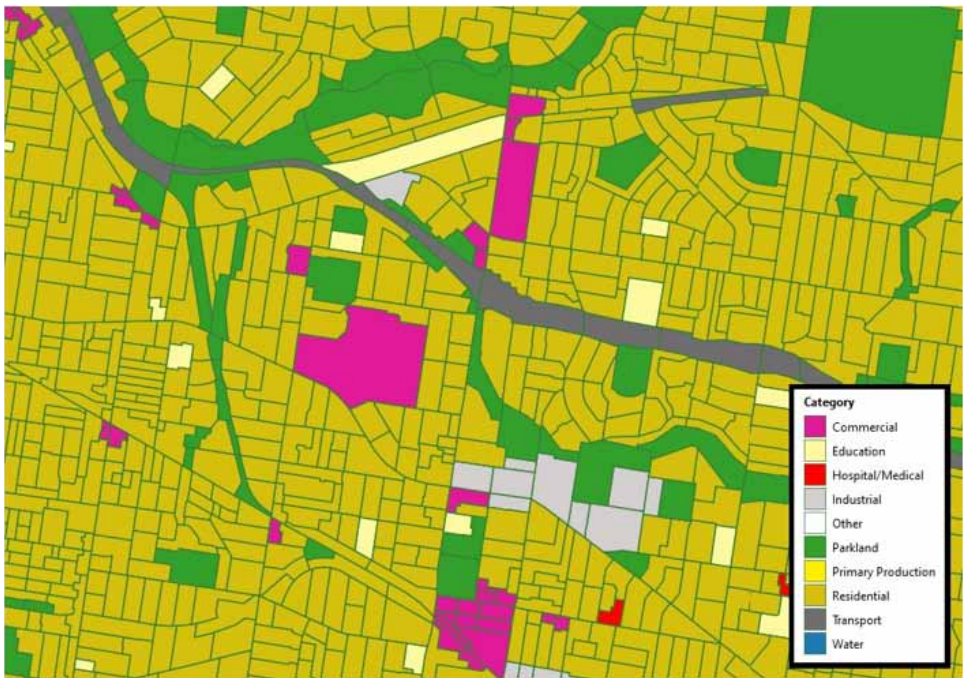 Category
Commercial
Education
Hospital/Medical
Industrial
Other
Parkland
Primary Production
Residential
Transport
Water